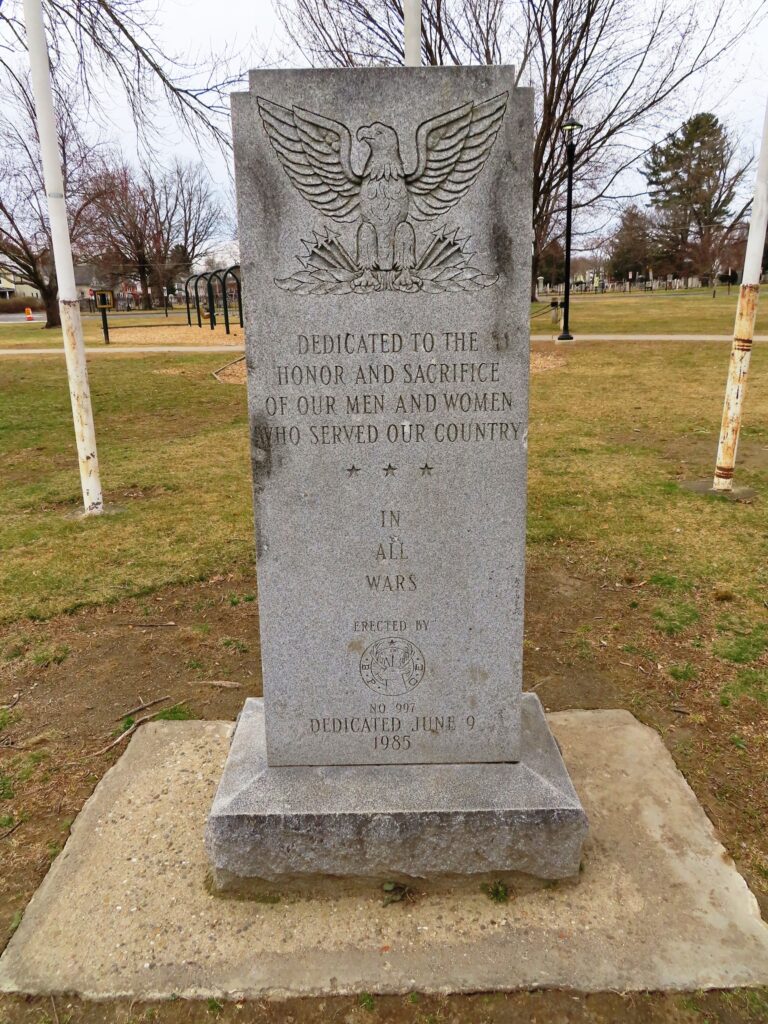 DEDICATED TO THE
HONOR AND SACRIFICE
OF OUR MEN AND WOMEN
WHO SERVED OUR COUNTRY
IN
ALL
WARS
ERECTED BY
B. P. O. E.
NO 997
DEDICATED JUNE 9
1985